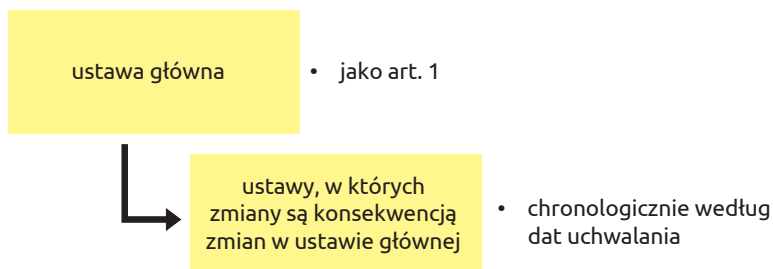 ustawa główna
• jako art. 1
ustawy, w których
zmiany są konsekwencją
zmian w ustawie głównej
• chronologicznie według
dat uchwalania